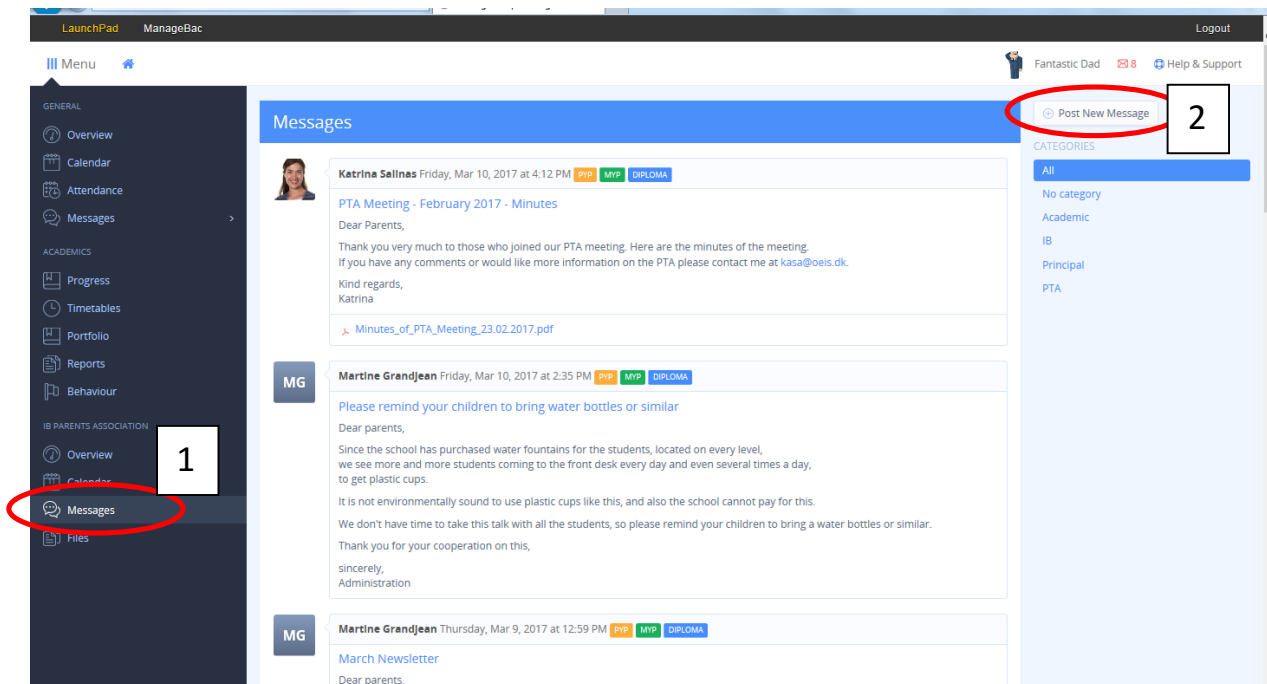 LaunchPad ManageBac Logout
Menu Fantastic Dad 8 Help & Support
GENERAL
Overview
Calendar
Attendance
Messages
ACADEMICS
Progress
Timetables
Portfolio
Reports
Behaviour
IB PARENTS ASSOCIATION
Overview
1
Calendar
Messages
Files
Messages
Katrina Salinas Friday, Mar 10, 2017 at 4:12 PM PYP MYP DIPLOMA
PTA Meeting - February 2017 - Minutes
Dear Parents,
Thank you very much to those who joined our PTA meeting. Here are the minutes of the meeting.
If you have any comments or would like more information on the PTA please contact me at kasa@oeis.dk.
Kind regards,
Katrina
Minutes_of_PTA_Meeting_23.02.2017.pdf
MG
Martine Grandjean Friday, Mar 10, 2017 at 2:35 PM PYP MYP DIPLOMA
Please remind your children to bring water bottles or similar
Dear parents,
Since the school has purchased water fountains for the students, located on every level,
we see more and more students coming to the front desk every day and even several times a day,
to get plastic cups.
It is not environmentally sound to use plastic cups like this, and also the school cannot pay for this.
We don't have time to take this talk with all the students, so please remind your children to bring a water bottles or similar.
Thank you for your cooperation on this,
sincerely,
Administration
MG
Martine Grandjean Thursday, Mar 9, 2017 at 12:59 PM PYP MYP DIPLOMA
March Newsletter
Dear parents,
Post New Message
2
CATEGORIES
All
No category
Academic
IB
Principal
PTA